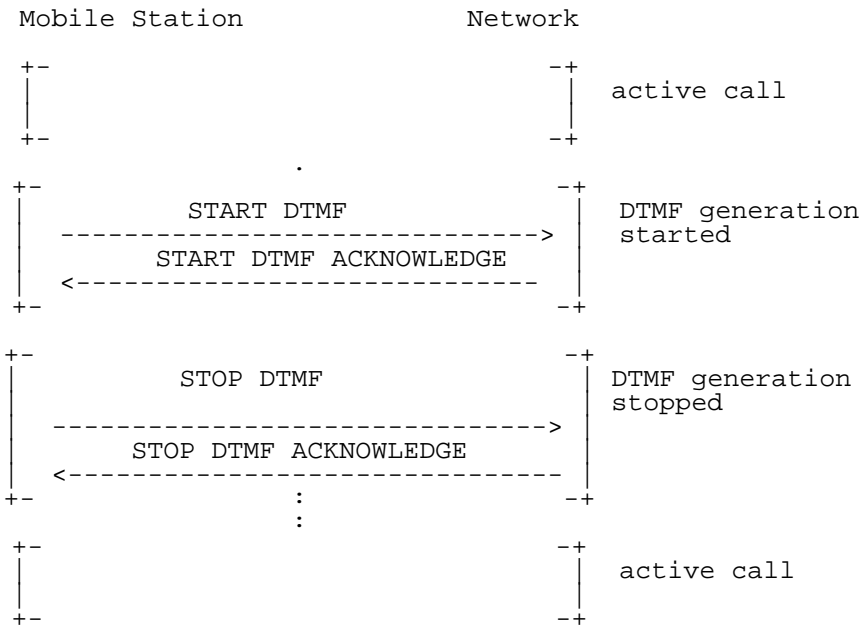 Mobile Station Network
active call
.
START DTMF
DTMF generation
started
START DTMF ACKNOWLEDGE
STOP DTMF
DTMF generation
stopped
STOP DTMF ACKNOWLEDGE
:
:
active call